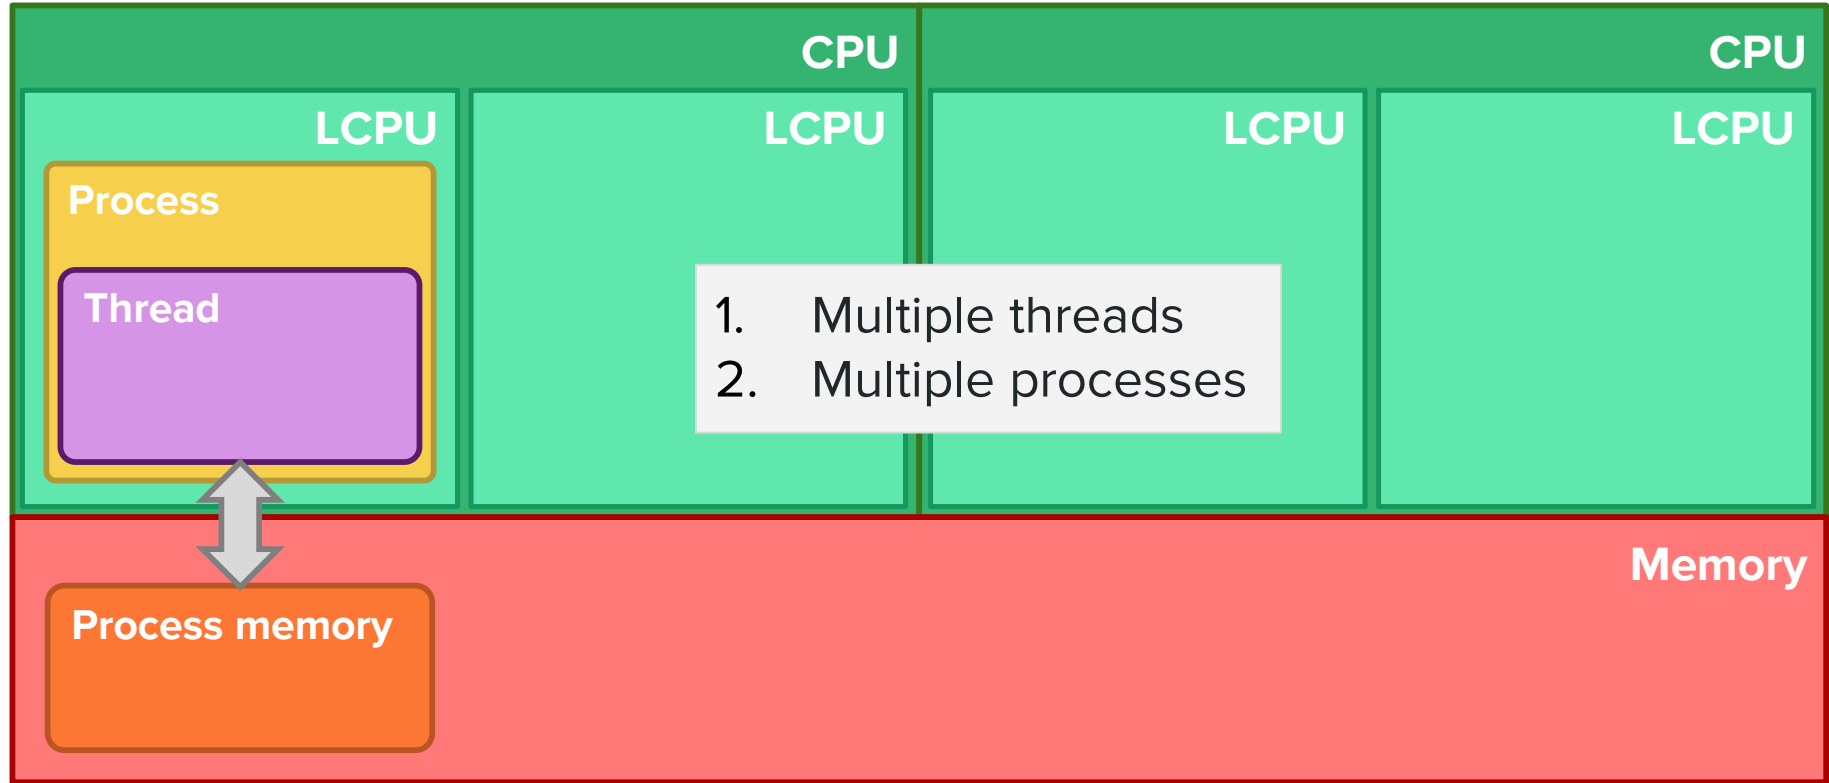 CPU
CPU
LCPU
LCPU
LCPU
LCPU
Process
Thread
1. Multiple threads
2. Multiple processes
Memory
Process memory